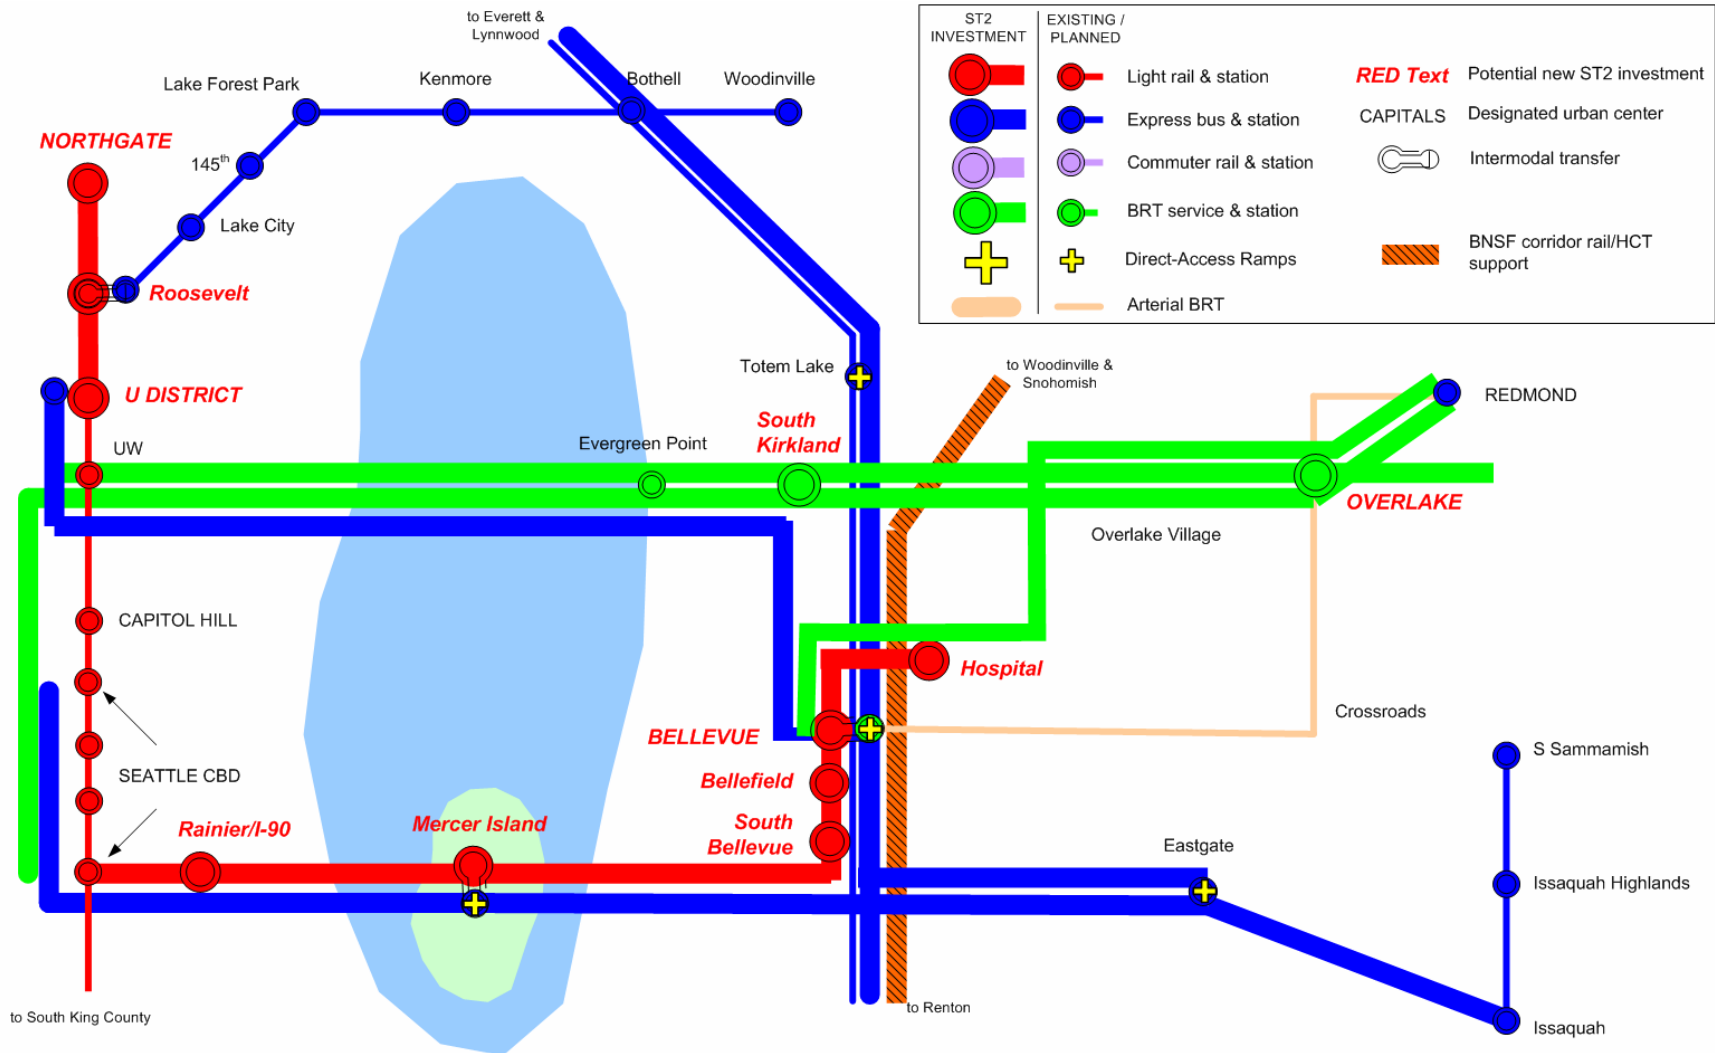 to Everett &
Lynnwood
ST2
INVESTMENT
EXISTING /
PLANNED
Light rail & station
Express bus & station
Commuter rail & station
BRT service & station
Direct-Access Ramps
Arterial BRT
RED Text
Potential new ST2 investment
CAPITALS
Designated urban center
Intermodal transfer
BNSF corridor rail/HCT
support
Lake Forest Park
Kenmore
Bothell
Woodinville
NORTHGATE
145th
Lake City
Roosevelt
Totem Lake
to Woodinville &
Snohomish
U DISTRICT
REDMOND
South
Kirkland
UW
Evergreen Point
OVERLAKE
Overlake Village
CAPITOL HILL
Hospital
Crossroads
BELLEVUE
S Sammamish
SEATTLE CBD
Bellefield
Rainier/I-90
Mercer Island
South
Bellevue
Eastgate
Issaquah Highlands
to South King County
to Renton
Issaquah